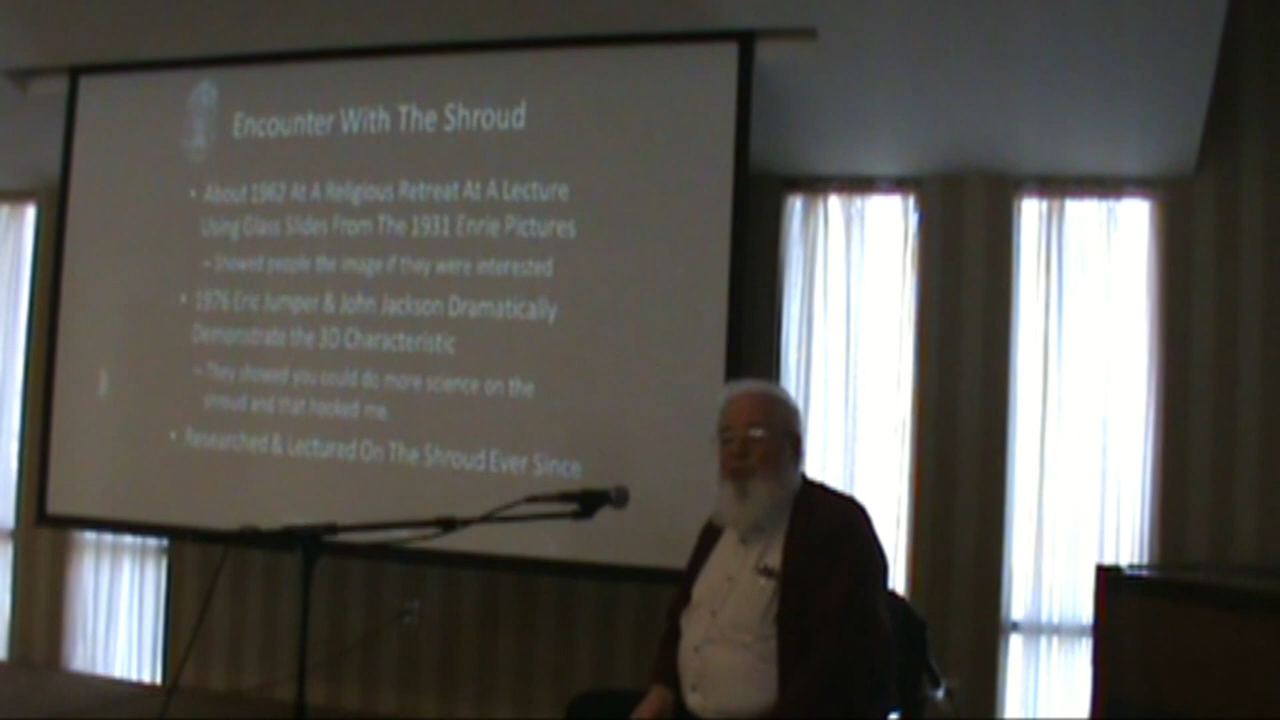 Encounter With The Shroud
• About 1962 At A Religious Retreat At A Lecture
Using Glass Slides From The 1931 Enrie Pictures
– Showed people the image if they were interested
• 1976 Eric Jumper & John Jackson Dramatically
Demonstrate the 3D Characteristic
– They showed you could do more science on the
shroud and that hooked me.
• Researched & Lectured On The Shroud Ever Since